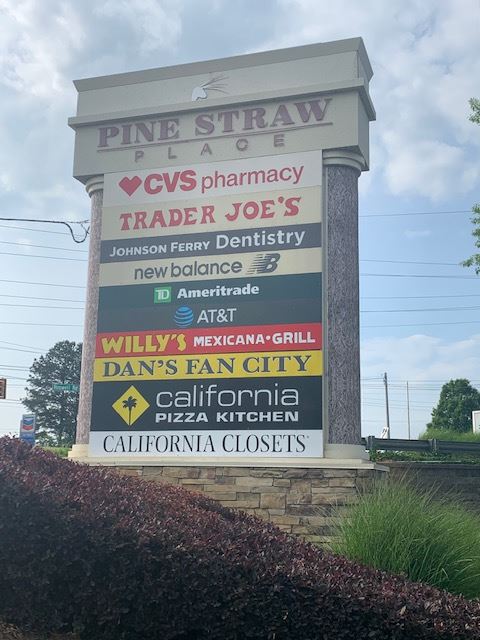 PINE STRAW
PLACE
CVS pharmacy
TRADER JOE'S
JOHNSON FERRY Dentistry
new balance
TD Ameritrade
AT&T
WILLY'S MEXICANA•GRILL
DAN'S FAN CITY
california
PIZZA KITCHEN
CALIFORNIA CLOSETS